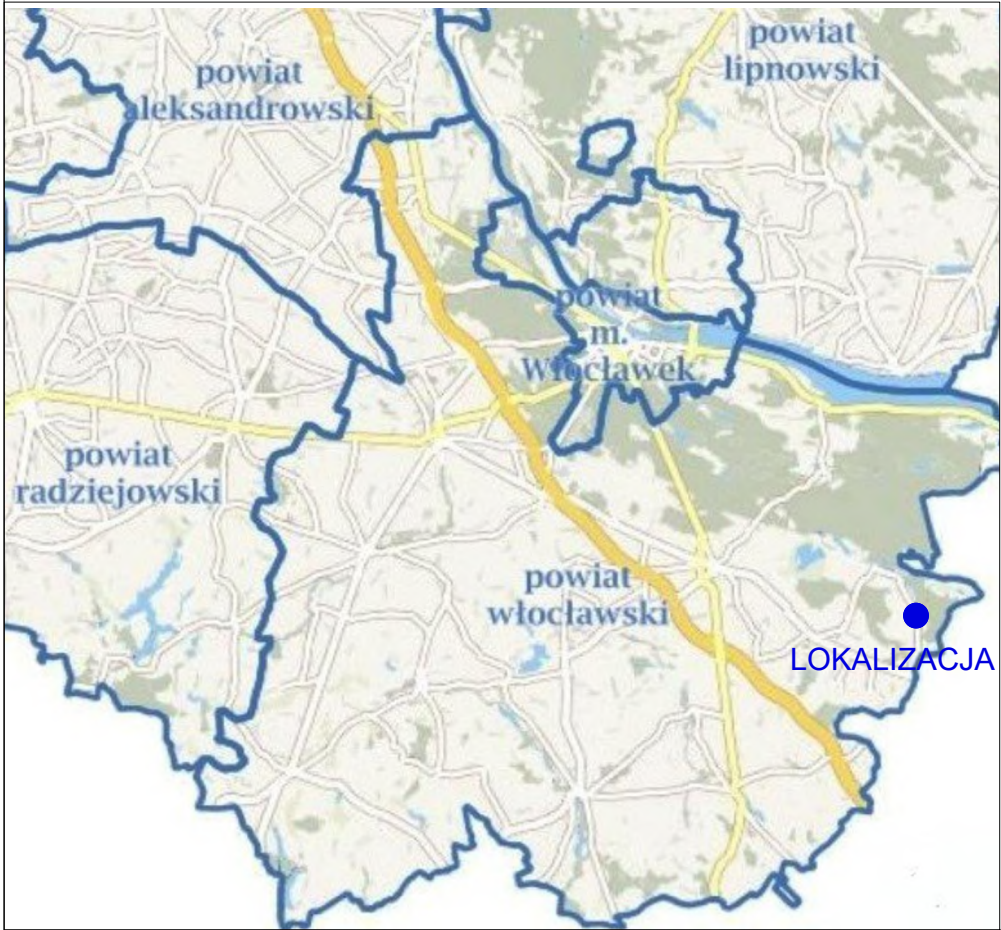 powiat
lipnowski
powiat
aleksandrowski
powiat
m.
Włocławek
powiat
radziejowski
powiat
włocławski
LOKALIZACJA